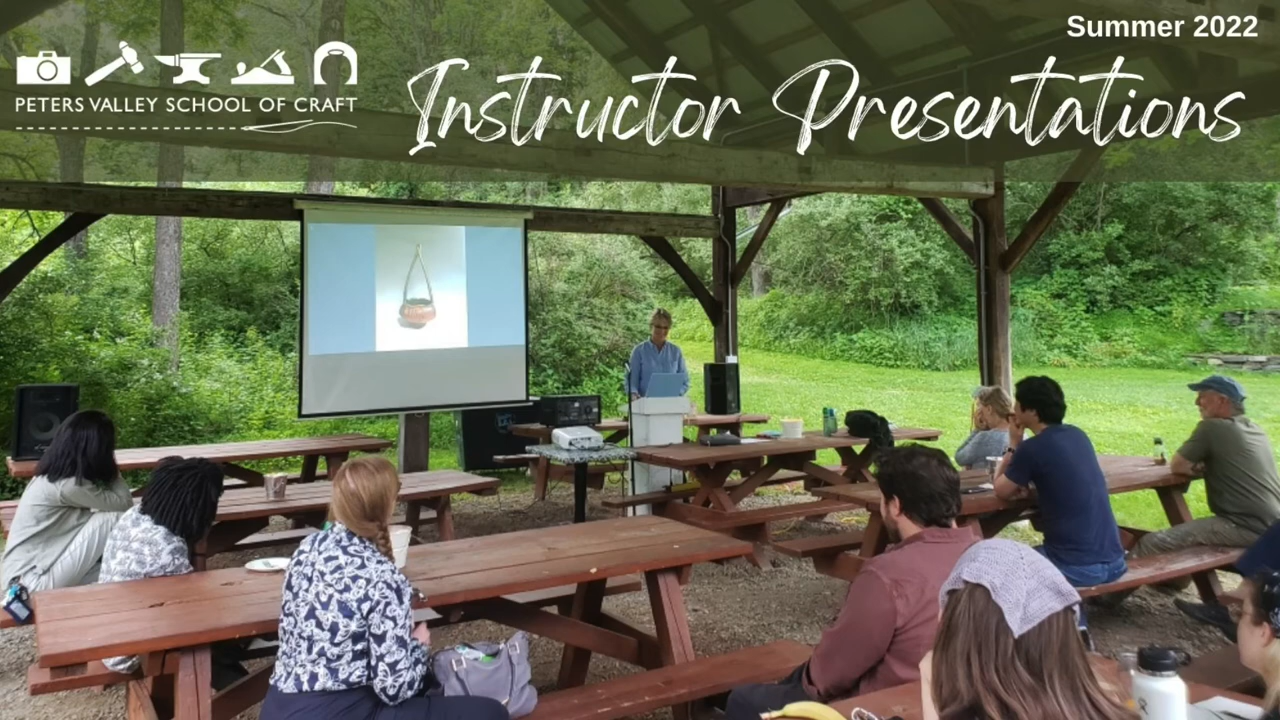 Summer 2022
Instructor Presentations
PETERS VALLEY SCHOOL OF CRAFT